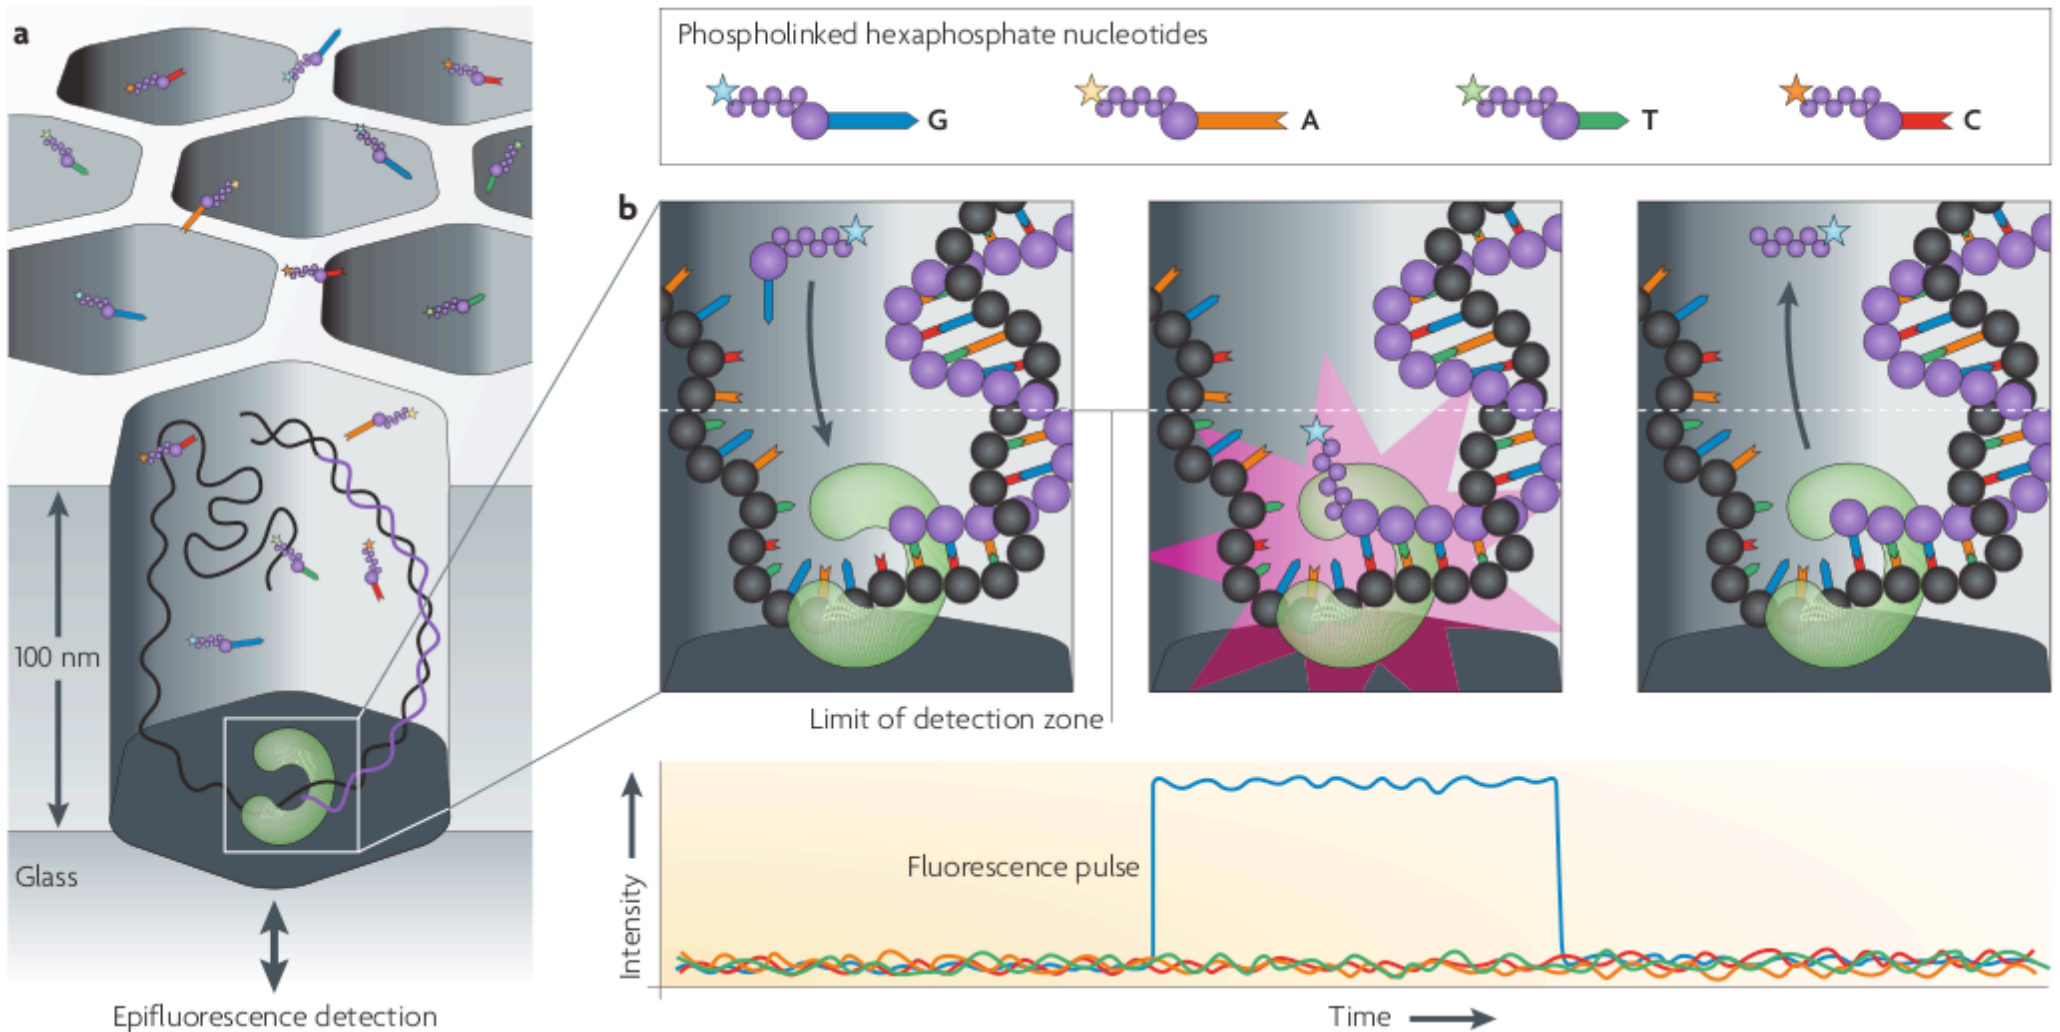 a
Phospholinked hexaphosphate nucleotides
G
A
T
C
b
100 nm
Limit of detection zone
Glass
Fluorescence pulse
Intensity
Epifluorescence detection
Time